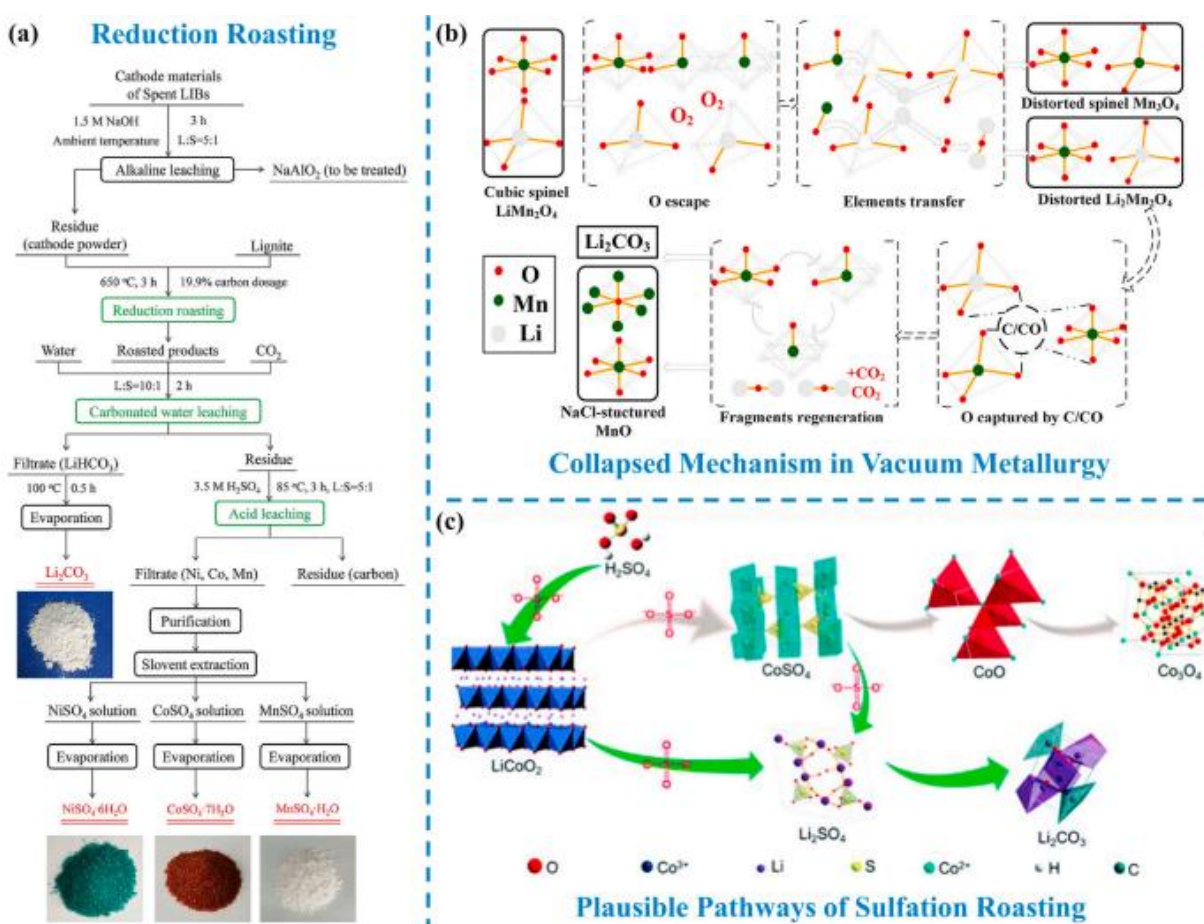 (a) Reduction Roasting
Cathode materials
of Spent LIBs
1.5 M NaOH 3 h
Ambient temperature L:S=5:1
Alkaline leaching NaAlO₂ (to be treated)
Residue
(cathode powder) Lignite
650 °C, 3 h 19.9% carbon dosage
Reduction roasting
Water Roasted products CO₂
L:S=10:1 2 h
Carbonated water leaching
Filtrate (LiHCO₃) Residue
100 °C 0.5 h 3.5 M H₂SO₄ 85 °C, 3 h, L:S=5:1
Evaporation Acid leaching
Li₂CO₃ Filtrate (Ni, Co, Mn) Residue (carbon)
Purification
Slovent extraction
NiSO₄ solution CoSO₄ solution MnSO₄ solution
Evaporation Evaporation Evaporation
NiSO₄·6H₂O CoSO₄·7H₂O MnSO₄·H₂O
(b)
O₂ O₂
Cubic spinel
LiMn₂O₄
O escape
Elements transfer
Distorted spinel Mn₂O₄
Distorted Li₂Mn₂O₄
Li₂CO₃
O
Mn
Li
NaCl-stuctured
MnO
+CO₂
CO₂
Fragments regeneration
C/CO
O captured by C/CO
Collapsed Mechanism in Vacuum Metallurgy
(c)
H₂SO₄
LiCoO₂
CoSO₄
CoO
Co₃O₄
Li₂SO₄
Li₂CO₃
O Co³⁺ Li S Co²⁺ H C
Plausible Pathways of Sulfation Roasting